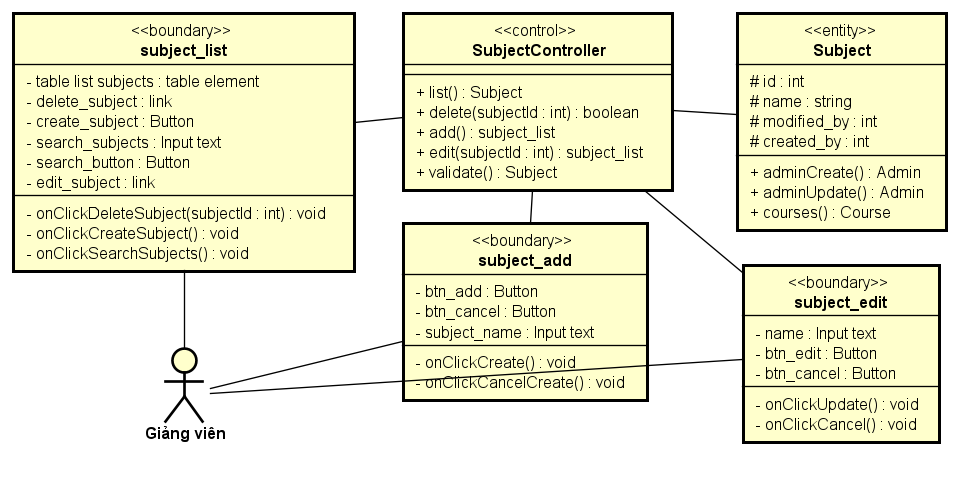 <<boundary>>
subject_list
- table list subjects : table element
- delete_subject : link
- create_subject : Button
- search_subjects : Input text
- search_button : Button
- edit_subject : link
- onClickDeleteSubject(subjectId : int) : void
- onClickCreateSubject() : void
- onClickSearchSubjects() : void
<<control>>
SubjectController
+ list() : Subject
+ delete(subjectId : int) : boolean
+ add() : subject_list
+ edit(subjectId : int) : subject_list
+ validate() : Subject
<<entity>>
Subject
# id : int
# name : string
# modified_by : int
# created_by : int
+ adminCreate() : Admin
+ adminUpdate() : Admin
+ courses() : Course
<<boundary>>
subject_add
- btn_add : Button
- btn_cancel : Button
- subject_name : Input text
- onClickCreate() : void
- onClickCancelCreate() : void
<<boundary>>
subject_edit
- name : Input text
- btn_edit : Button
- btn_cancel : Button
- onClickUpdate() : void
- onClickCancel() : void
Giảng viên